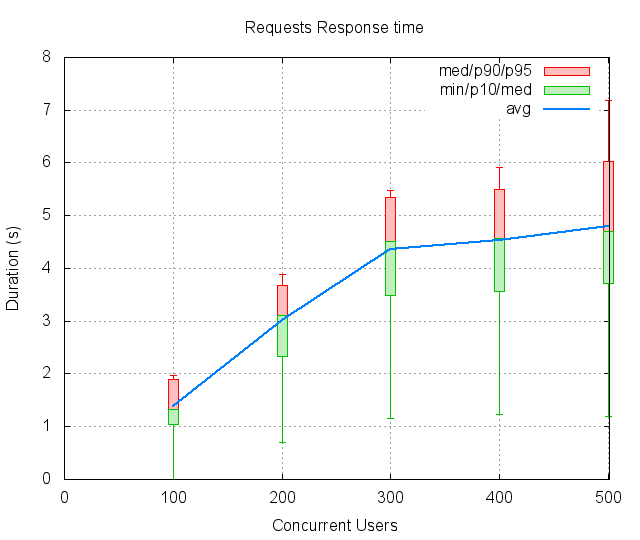 Requests Response time
8
7
6
5
4
3
2
1
0
Duration (s)
med/p90/p95
min/p10/med
avg
0 100 200 300 400 500
Concurrent Users